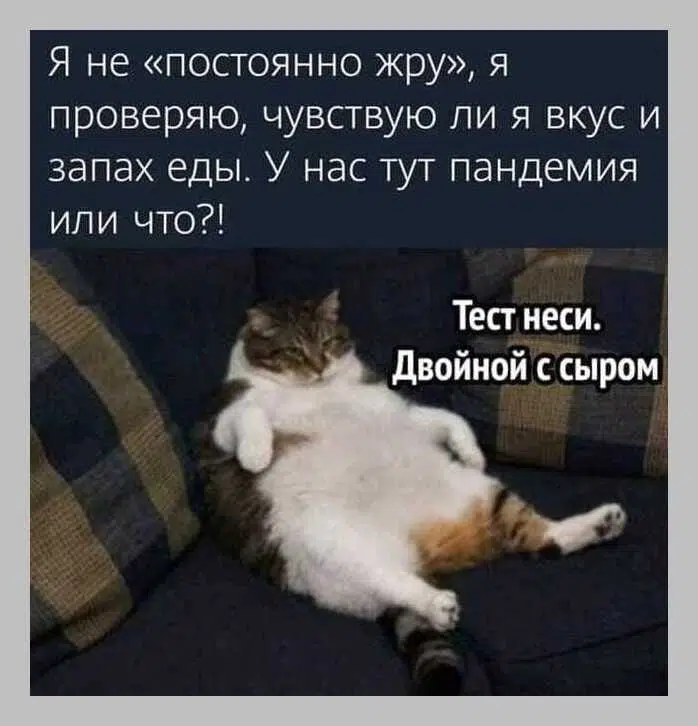 Я не «постоянно жру», я
проверяю, чувствую ли я вкус и
запах еды. У нас тут пандемия
или что?!
Тест неси.
Двойной с сыром